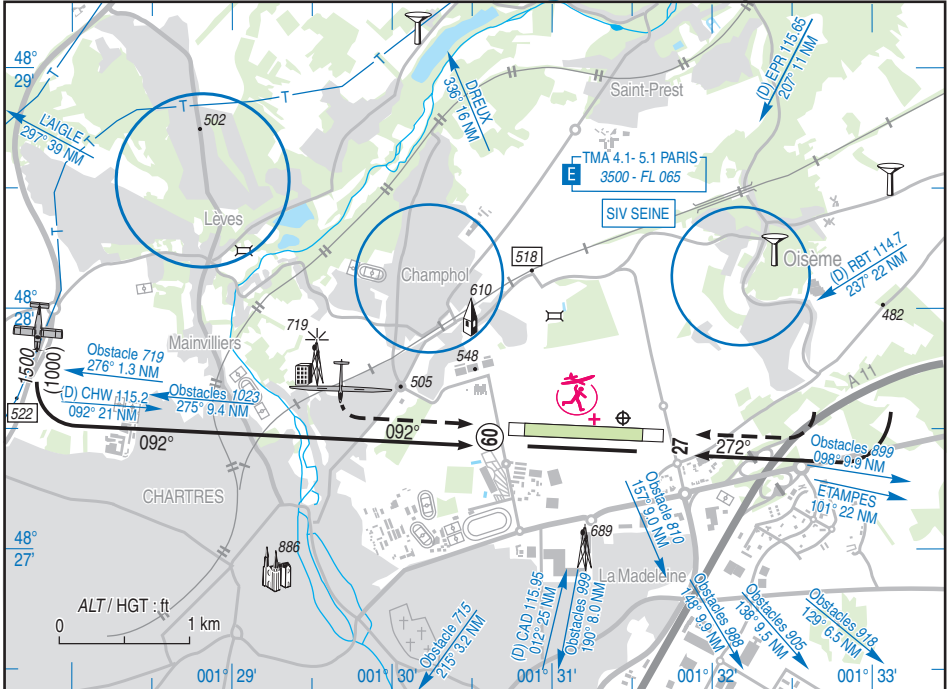 48°
29'
L'AIGLE
297° 39 NM
T
T
T
T
502
DREUX
336° 16 NM
Saint-Prest
(D) EPR 115.65
207° 11 NM
E
TMA 4.1- 5.1 PARIS
3500 - FL 065
SIV SEINE
Lèves
Champhol
518
610
Oisème
(D) RBT 114.7
237° 22 NM
482
48°
28'
Mainvilliers
719
548
505
1500
(1000)
522
Obstacle 719
276° 1.3 NM
(D) CHW 115.2
092° 21 NM
Obstacles 1023
275° 9.4 NM
A 11
092°
092°
09
27
272°
Obstacles 899
098° 9.9 NM
ETAMPES
101° 22 NM
CHARTRES
689
Obstacle 810
157° 9.0 NM
48°
27'
886
La Madeleine
ALT / HGT : ft
0
1 km
Obstacle 715
215° 3.2 NM
(D) CAD 115.95
012° 25 NM
Obstacles 999
190° 8.0 NM
Obstacles 988
148° 9.9 NM
Obstacles 905
138° 9.5 NM
Obstacles 918
129° 6.5 NM
001° 29'
001° 30'
001° 31'
001° 32'
001° 33'